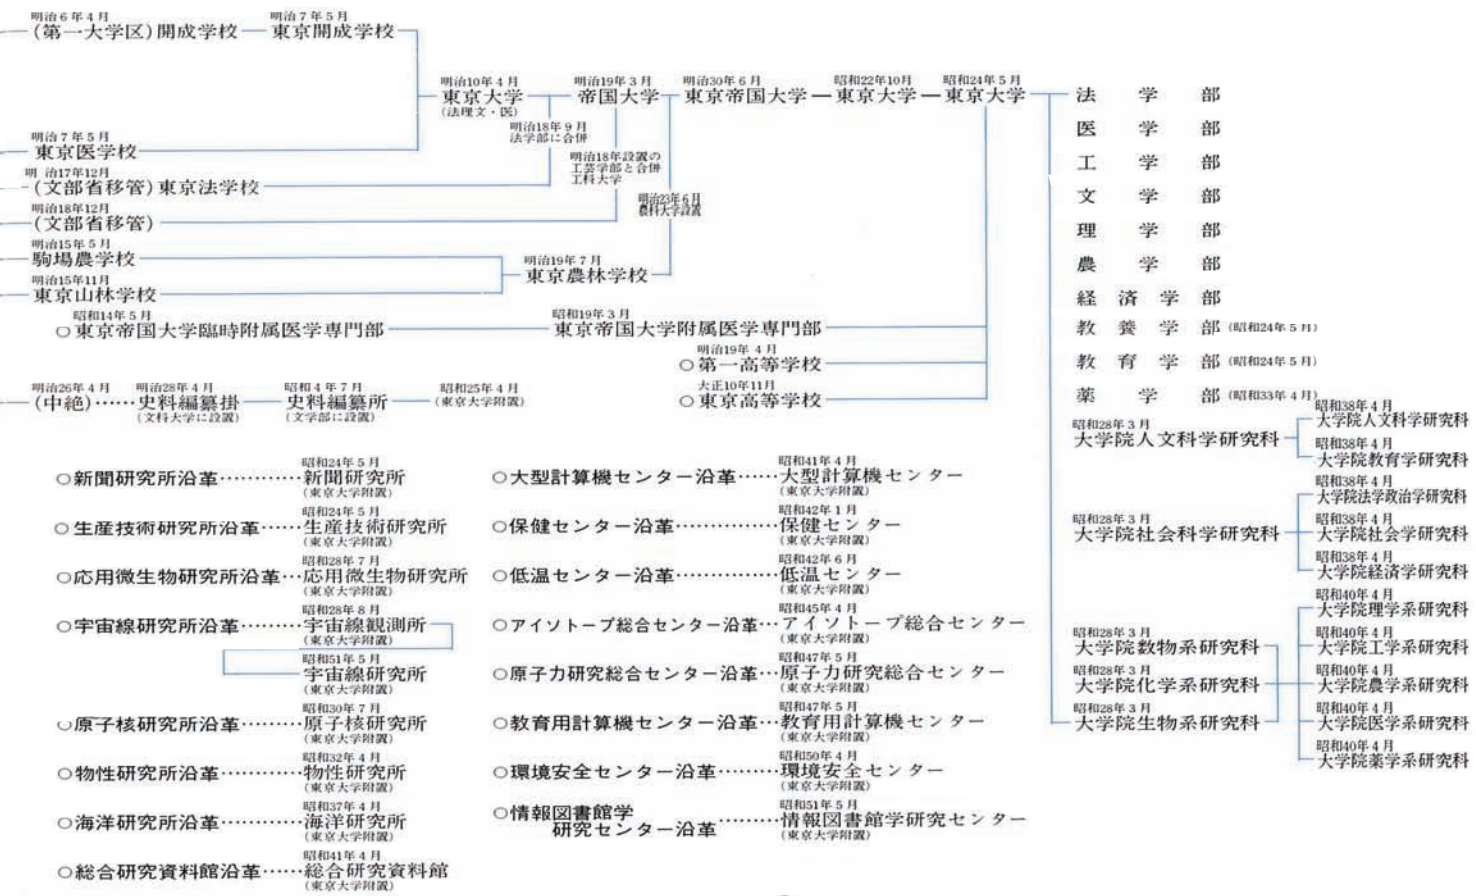 明治6年4月 明治7年5月
(第一大学区)開成学校 東京開成学校
明治10年4月 明治19年3月 明治30年6月 昭和22年10月 昭和24年5月
東京大学 帝国大学 東京帝国大学 東京大学 東京大学
(法理文・医)
明治18年9月
法学部に合併
明治7年5月
東京医学校
明治18年設置の
工芸学部と合併
工科大学
明治17年12月
(文部省移管)東京法学校
明治23年6月
農科大学設置
明治18年12月
(文部省移管)
明治15年5月
駒場農学校
明治19年7月
東京農林学校
明治15年11月
東京山林学校
昭和14年5月 昭和19年3月
○東京帝国大学臨時附属医学専門部 東京帝国大学附属医学専門部
明治19年4月
○第一高等学校
大正10年11月
○東京高等学校
明治26年4月 明治28年4月 昭和4年7月 昭和25年4月
(中絶)……史料編纂掛 史料編纂所 (東京大学附置)
(文科大学に設置) (文学部に設置)
法学部
医学部
工学部
文学部
理学部
農学部
経済学部
教養学部(昭和24年5月)
教育学部(昭和24年5月)
薬学部(昭和33年4月)
昭和28年3月
大学院人文科学研究科
昭和38年4月
大学院人文科学研究科
昭和38年4月
大学院教育学研究科
昭和28年3月
大学院社会科学研究科
昭和38年4月
大学院法学政治学研究科
昭和38年4月
大学院社会学研究科
昭和38年4月
大学院経済学研究科
昭和28年3月
大学院数物系研究科
昭和28年3月
大学院化学系研究科
昭和28年3月
大学院生物系研究科
昭和40年4月
大学院理学系研究科
昭和40年4月
大学院工学系研究科
昭和40年4月
大学院農学系研究科
昭和40年4月
大学院医学系研究科
昭和40年4月
大学院薬学系研究科
昭和24年5月
○新聞研究所沿革…………新聞研究所
(東京大学附置)
昭和24年5月
○生産技術研究所沿革……生産技術研究所
(東京大学附置)
昭和28年7月
○応用微生物研究所沿革…応用微生物研究所
(東京大学附置)
昭和28年8月
○宇宙線研究所沿革………宇宙線観測所
(東京大学附置)
昭和51年5月
宇宙線研究所
(東京大学附置)
昭和30年7月
○原子核研究所沿革………原子核研究所
(東京大学附置)
昭和32年4月
○物性研究所沿革…………物性研究所
(東京大学附置)
昭和37年4月
○海洋研究所沿革…………海洋研究所
(東京大学附置)
昭和41年4月
○総合研究資料館沿革……総合研究資料館
(東京大学附置)
昭和41年4月
○大型計算機センター沿革……大型計算機センター
(東京大学附置)
昭和42年1月
○保健センター沿革……………保健センター
(東京大学附置)
昭和42年6月
○低温センター沿革……………低温センター
(東京大学附置)
昭和45年4月
○アイソトープ総合センター沿革…アイソトープ総合センター
(東京大学附置)
昭和47年5月
○原子力研究総合センター沿革…原子力研究総合センター
(東京大学附置)
昭和47年5月
○教育用計算機センター沿革…教育用計算機センター
(東京大学附置)
昭和50年4月
○環境安全センター沿革………環境安全センター
(東京大学附置)
昭和51年5月
○情報図書館学
研究センター沿革………情報図書館学研究センター
(東京大学附置)